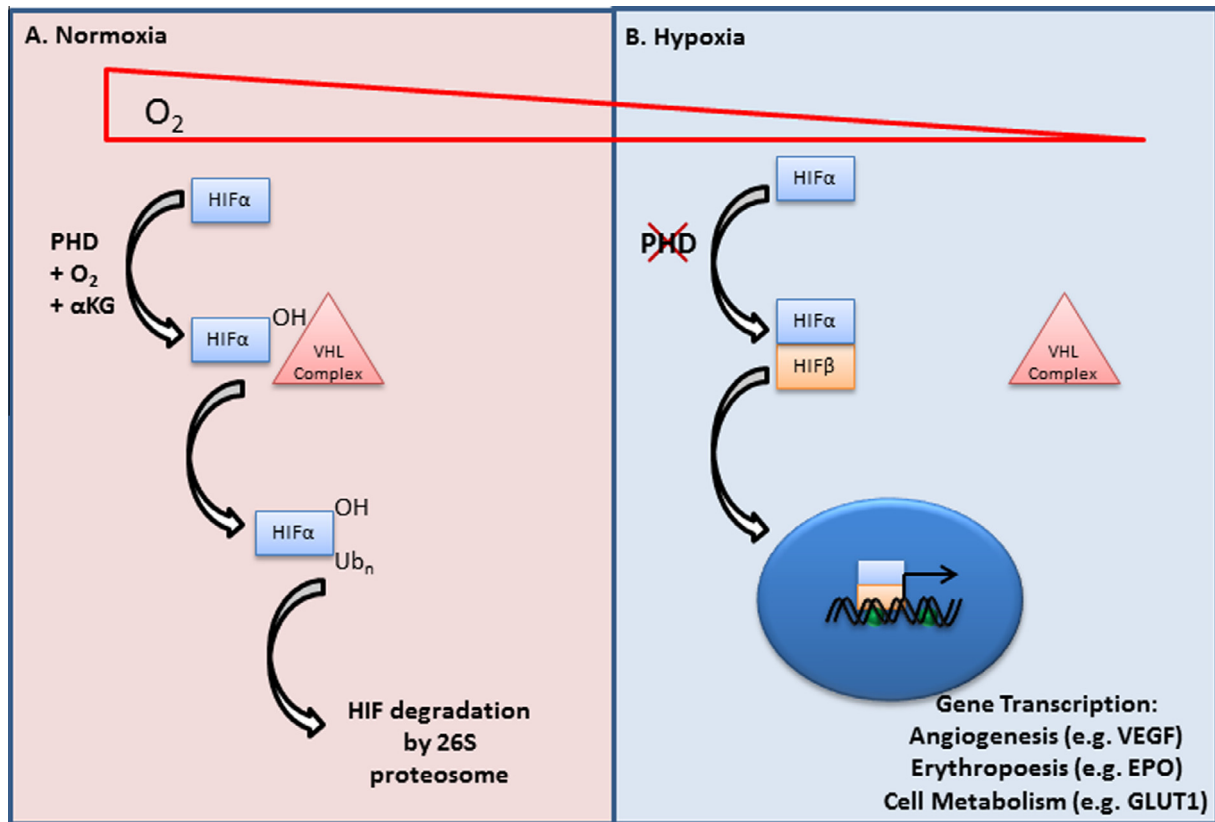 A. Normoxia
O₂
HIFα
PHD
+ O₂
+ αKG
HIFα
OH
VHL
Complex
HIFα
OH
Ubₙ
HIF degradation
by 26S
proteosome
B. Hypoxia
HIFα
PHD
HIFα
HIFβ
VHL
Complex
Gene Transcription:
Angiogenesis (e.g. VEGF)
Erythropoesis (e.g. EPO)
Cell Metabolism (e.g. GLUT1)